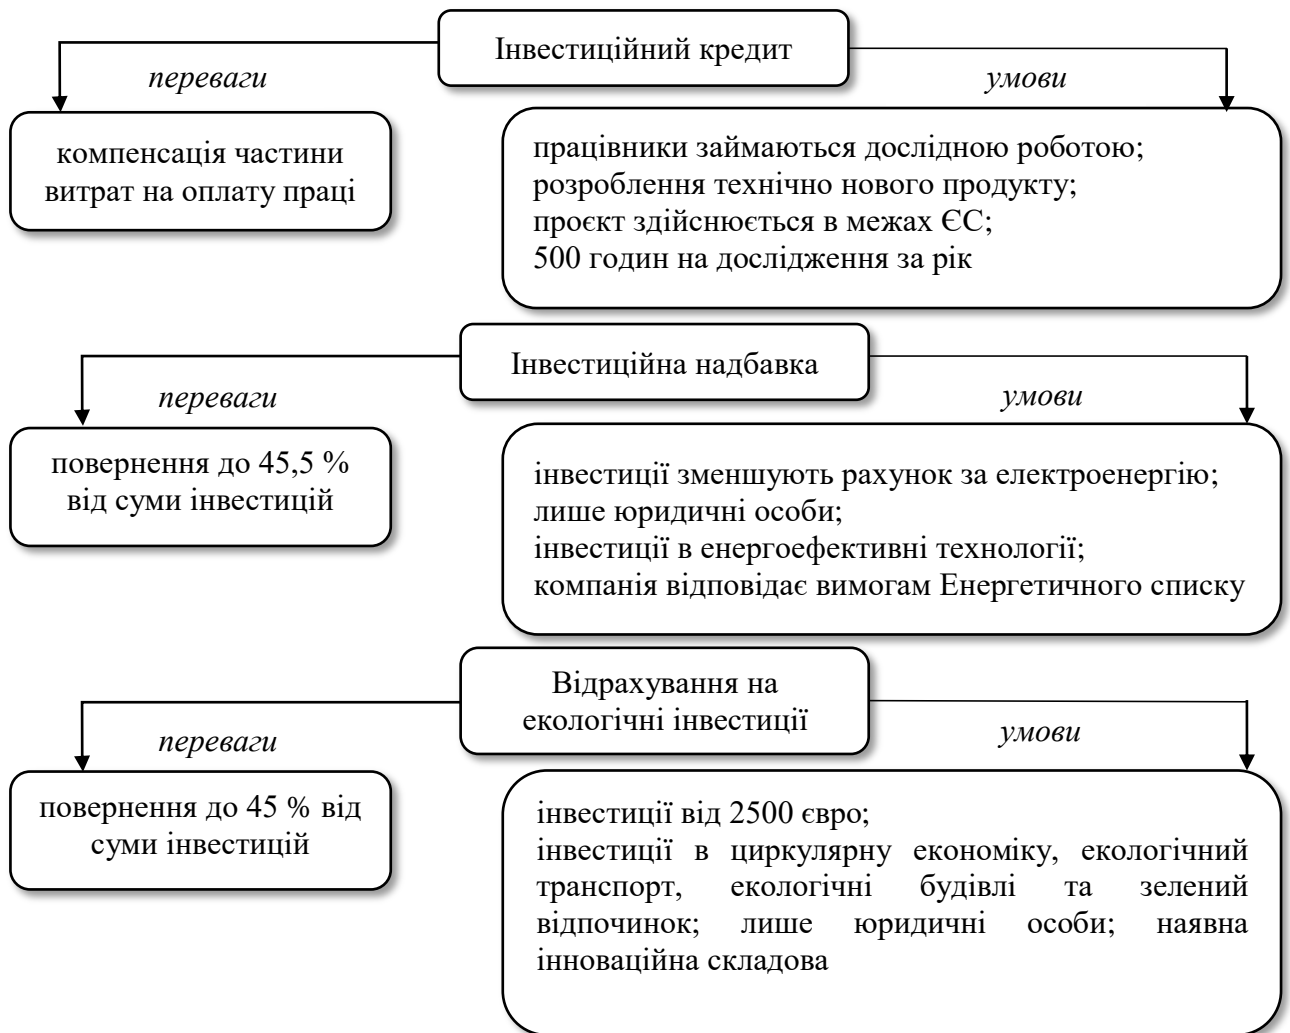 Інвестиційний кредит
переваги
умови
компенсація частини
витрат на оплату праці
працівники займаються дослідною роботою;
розроблення технічно нового продукту;
проєкт здійснюється в межах ЄС;
500 годин на дослідження за рік
Інвестиційна надбавка
переваги
умови
повернення до 45,5 %
від суми інвестицій
інвестиції зменшують рахунок за електроенергію;
лише юридичні особи;
інвестиції в енергоефективні технології;
компанія відповідає вимогам Енергетичного списку
Відрахування на
екологічні інвестиції
переваги
умови
повернення до 45 % від
суми інвестицій
інвестиції від 2500 євро;
інвестиції в циркулярну економіку, екологічний
транспорт, екологічні будівлі та зелений
відпочинок; лише юридичні особи; наявна
інноваційна складова